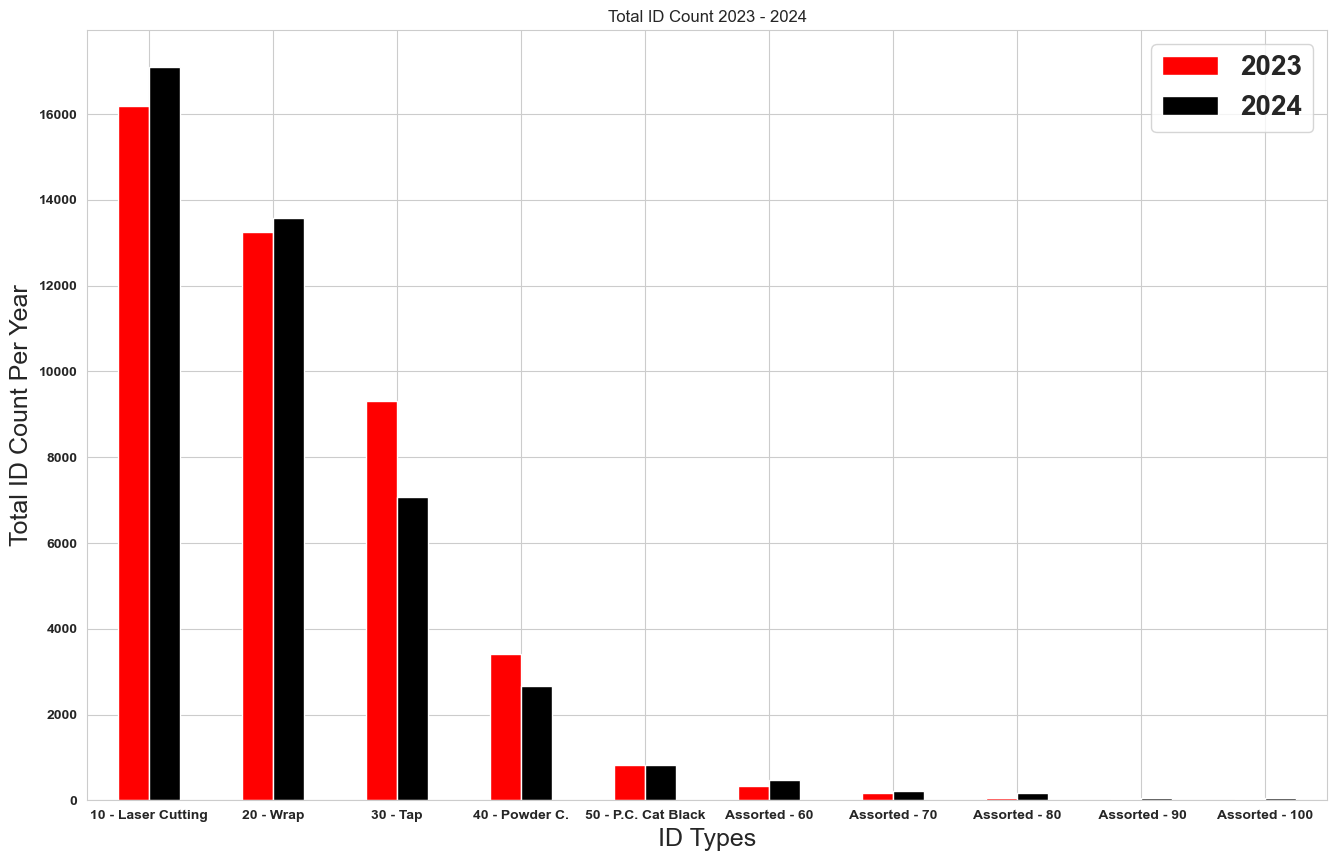 Total ID Count 2023 - 2024
2023
2024
Total ID Count Per Year
16000
14000
12000
10000
8000
6000
4000
2000
0
10 - Laser Cutting
20 - Wrap
30 - Tap
40 - Powder C.
50 - P.C. Cat Black
Assorted - 60
Assorted - 70
Assorted - 80
Assorted - 90
Assorted - 100
ID Types